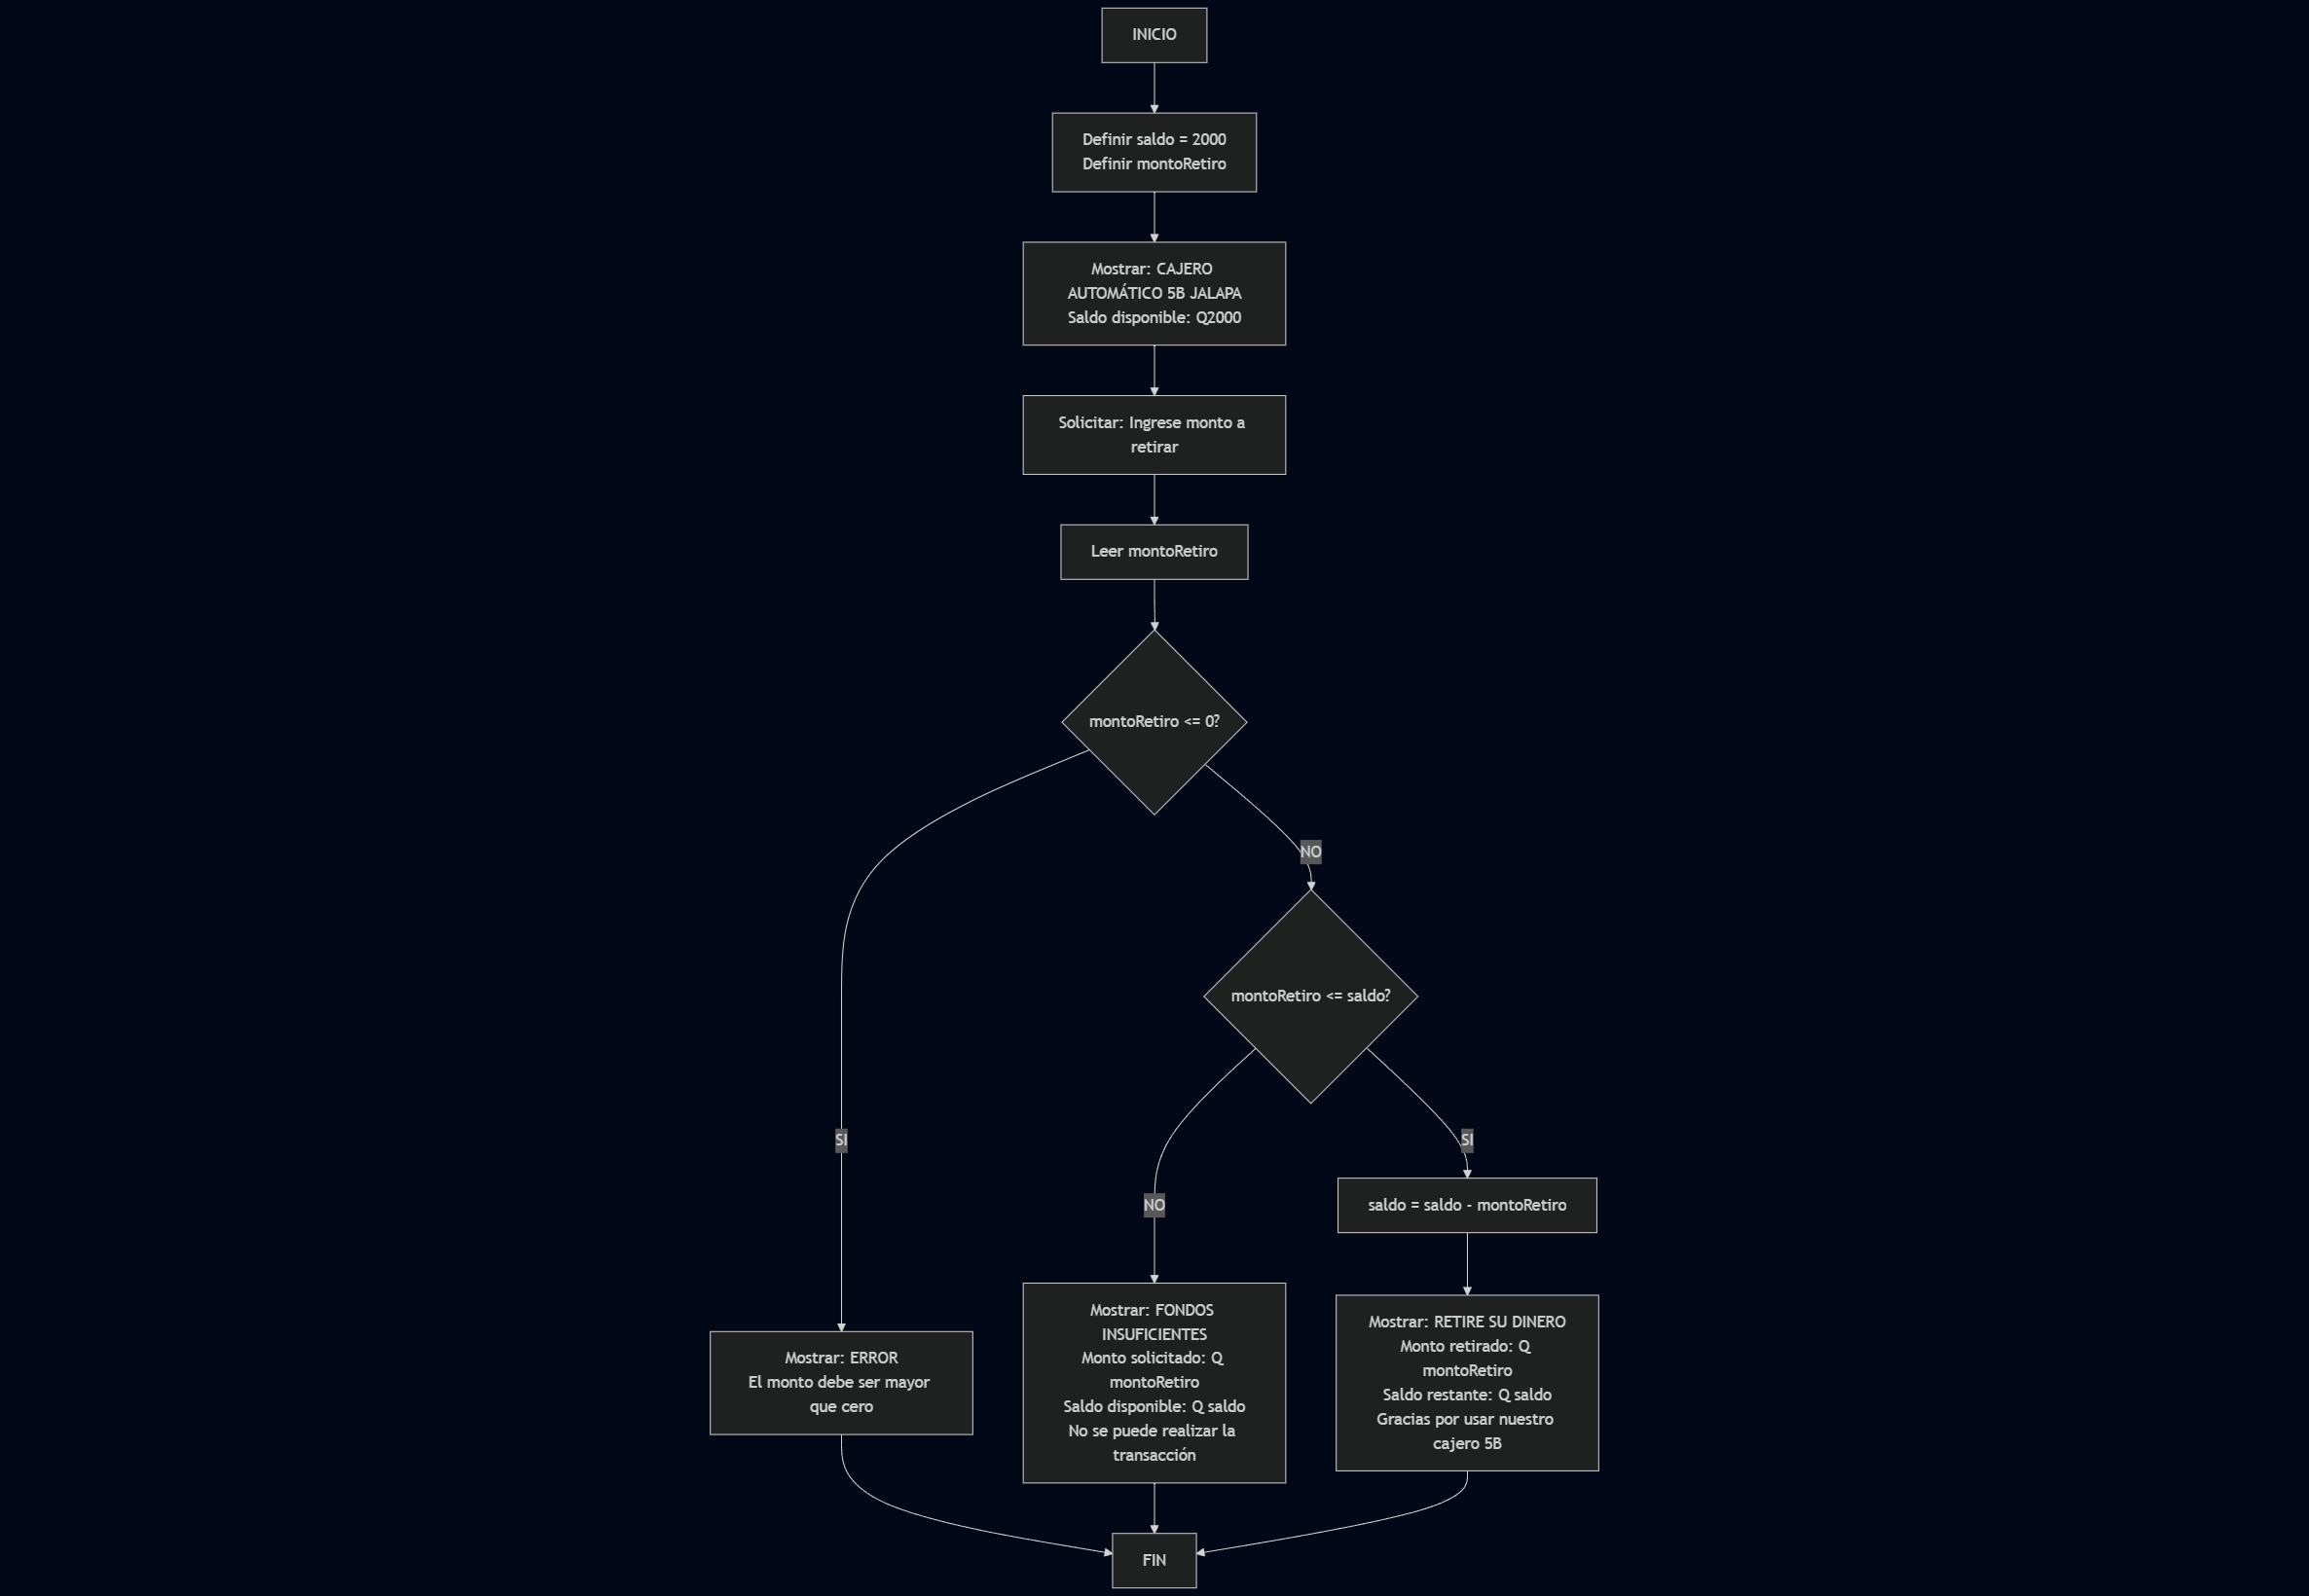 INICIO
Definir saldo = 2000
Definir montoRetiro
Mostrar: CAJERO
AUTOMÁTICO 5B JALAPA
Saldo disponible: Q2000
Solicitar: Ingrese monto a
retirar
Leer montoRetiro
montoRetiro <= 0?
NO
montoRetiro <= saldo?
SI
SI
NO
saldo = saldo - montoRetiro
Mostrar: ERROR
El monto debe ser mayor
que cero
Mostrar: FONDOS
INSUFICIENTES
Monto solicitado: Q
montoRetiro
Saldo disponible: Q saldo
No se puede realizar la
transacción
Mostrar: RETIRE SU DINERO
Monto retirado: Q
montoRetiro
Saldo restante: Q saldo
Gracias por usar nuestro
cajero 5B
FIN